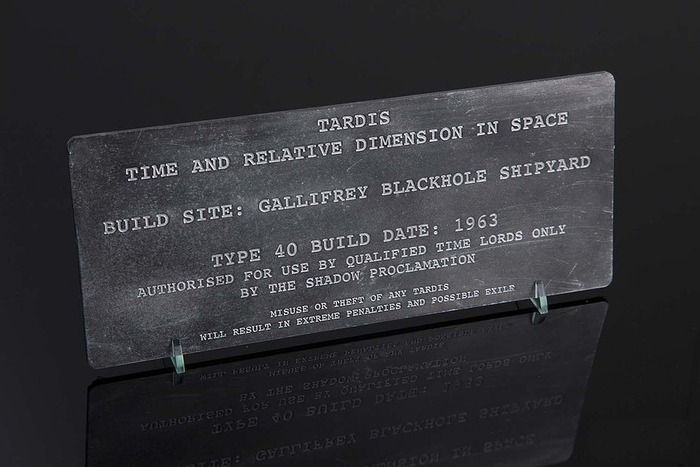 TARDIS
TIME AND RELATIVE DIMENSION IN SPACE
BUILD SITE: GALLIFREY BLACKHOLE SHIPYARD
TYPE 40 BUILD DATE: 1963
AUTHORISED FOR USE BY QUALIFIED TIME LORDS ONLY
BY THE SHADOW PROCLAMATION
MISUSE OR THEFT OF ANY TARDIS
WILL RESULT IN EXTREME PENALTIES AND POSSIBLE EXILE